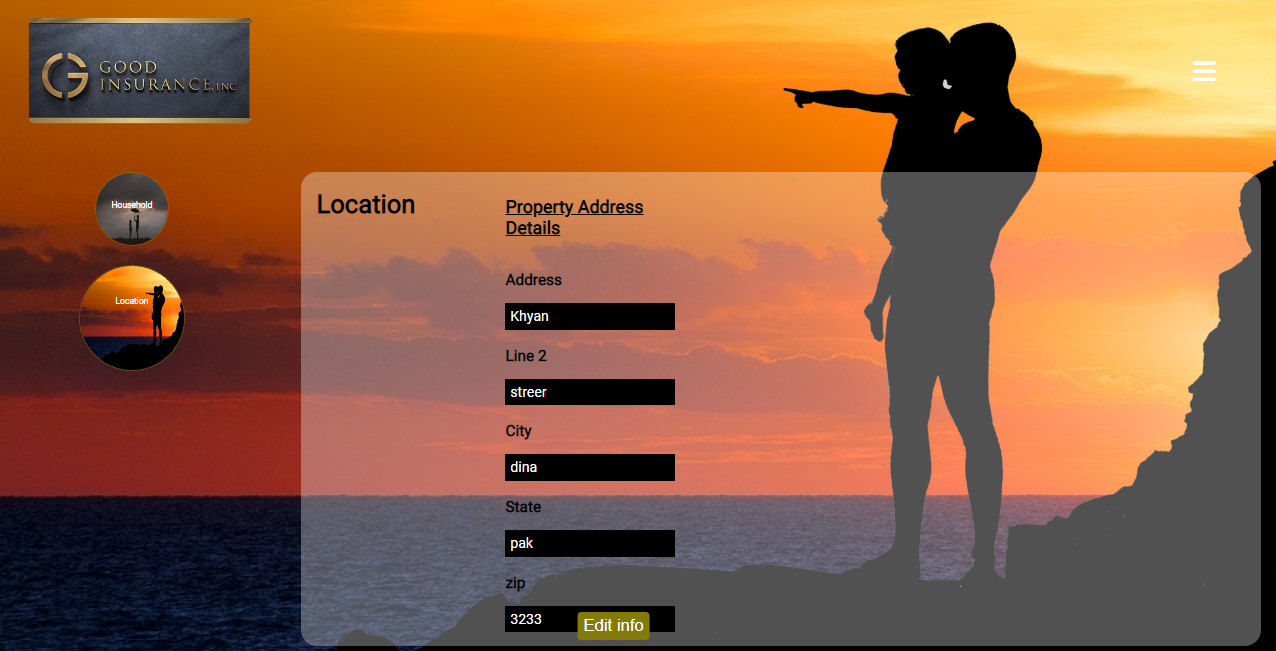 GOOD
INSURANCE, INC
Household
Location
Location
Property Address
Details
Address
Khyan
Line 2
streer
City
dina
State
pak
zip
3233
Edit info